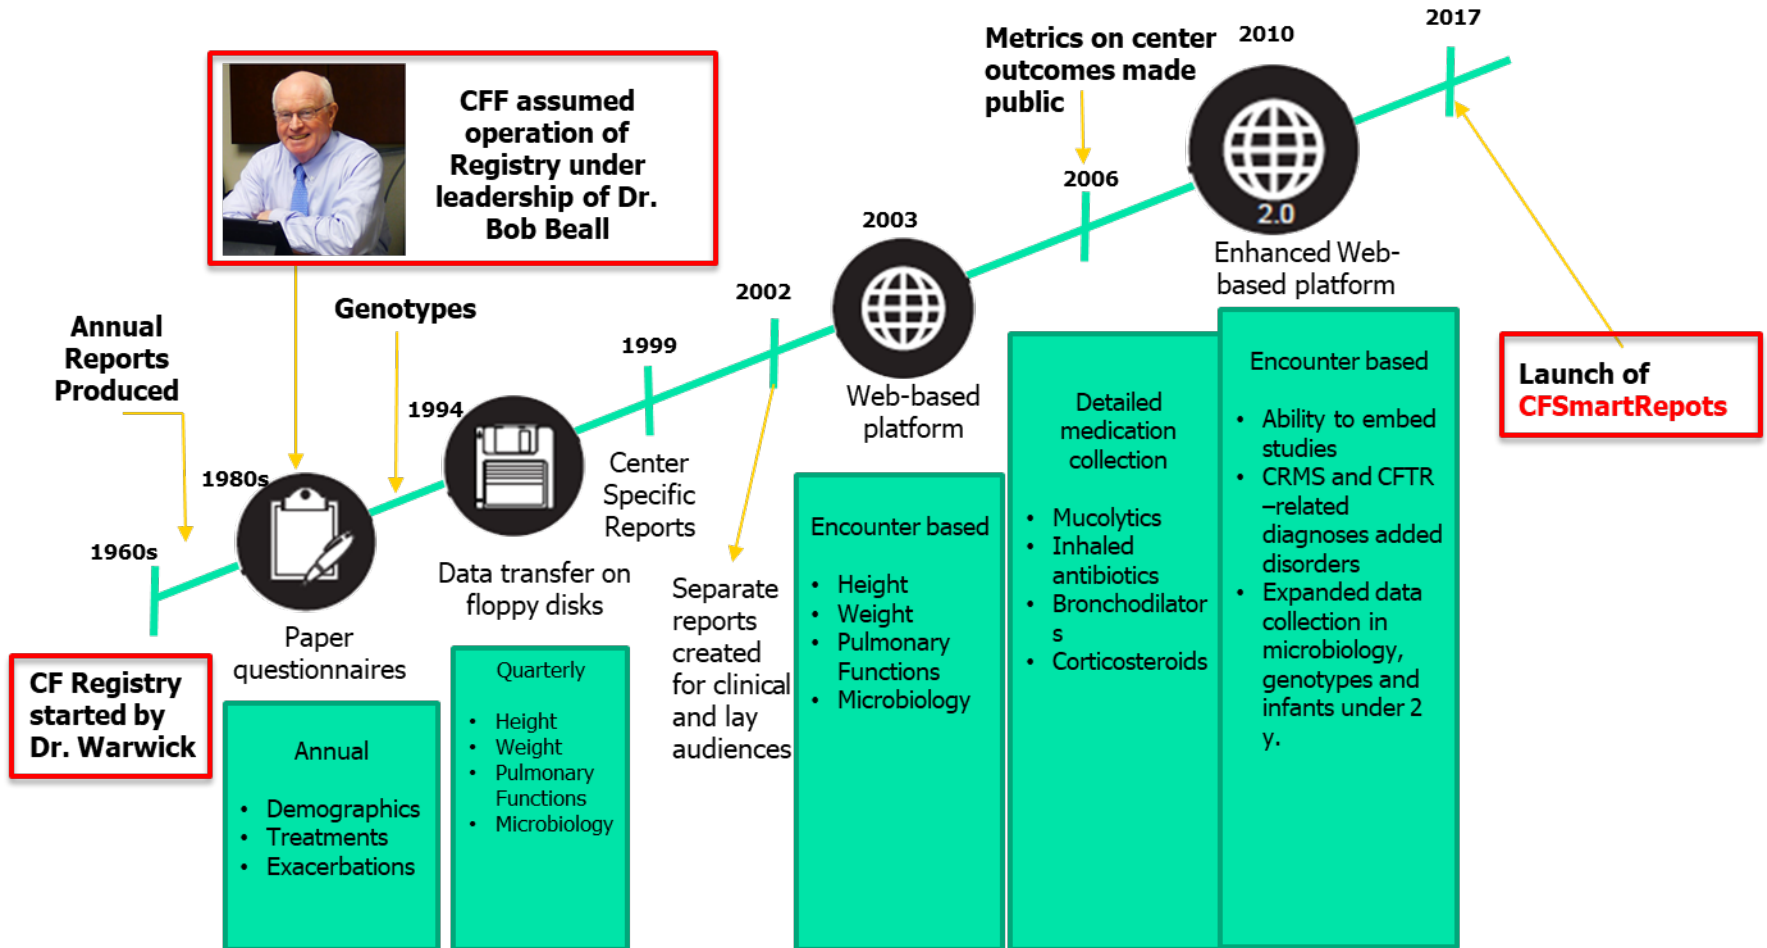 2017
Metrics on center
outcomes made
public
2010
CFF assumed
operation of
Registry under
leadership of Dr.
Bob Beall
2006
2.0
2003
Enhanced Web-
based platform
2002
Genotypes
Annual
Reports
Produced
1999
1994
Web-based
platform
Launch of
CFSmartRepots
Center
Specific
Reports
1980s
1960s
Data transfer on
floppy disks
Paper
questionnaires
CF Registry
started by
Dr. Warwick
Separate
reports
created
for clinical
and lay
audiences
Annual
• Demographics
• Treatments
• Exacerbations
Quarterly
• Height
• Weight
• Pulmonary
Functions
• Microbiology
Encounter based
• Height
• Weight
• Pulmonary
Functions
• Microbiology
Detailed
medication
collection
• Mucolytics
• Inhaled
antibiotics
• Bronchodilator
s
• Corticosteroids
Encounter based
• Ability to embed
studies
• CRMS and CFTR
–related
diagnoses added
disorders
• Expanded data
collection in
microbiology,
genotypes and
infants under 2
y.